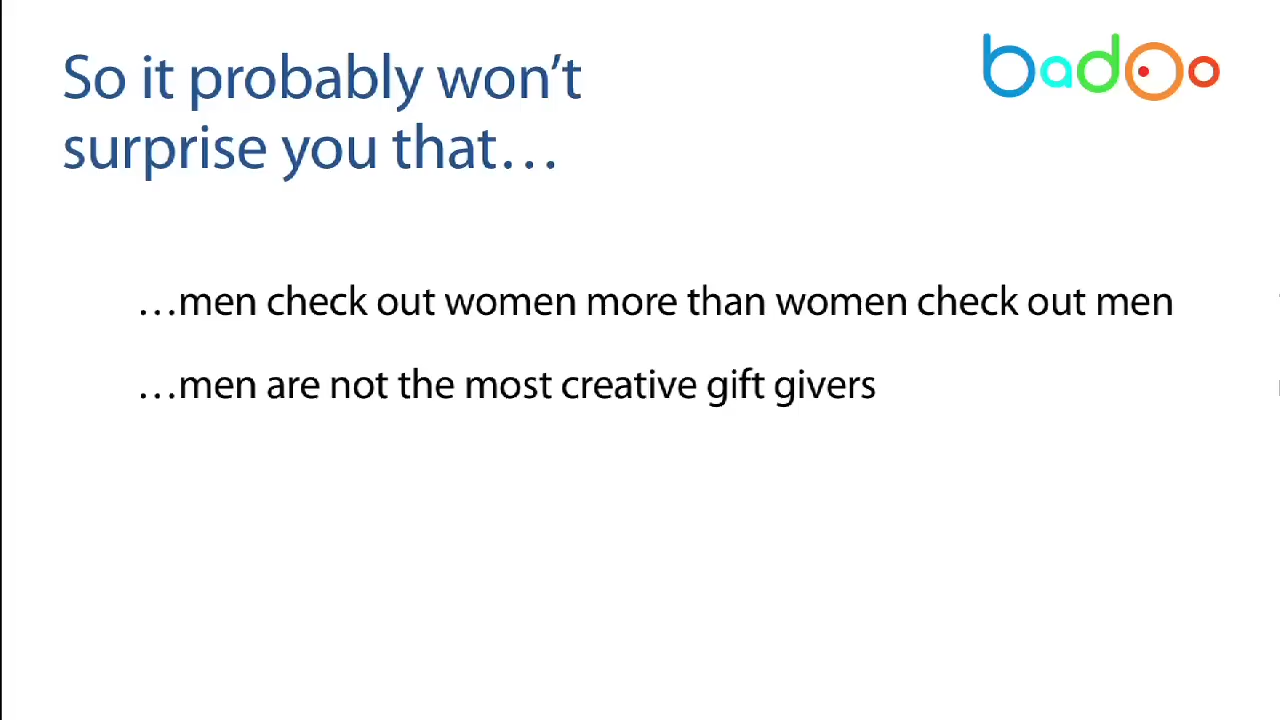 So it probably won’t
surprise you that…
badoo
…men check out women more than women check out men
…men are not the most creative gift givers